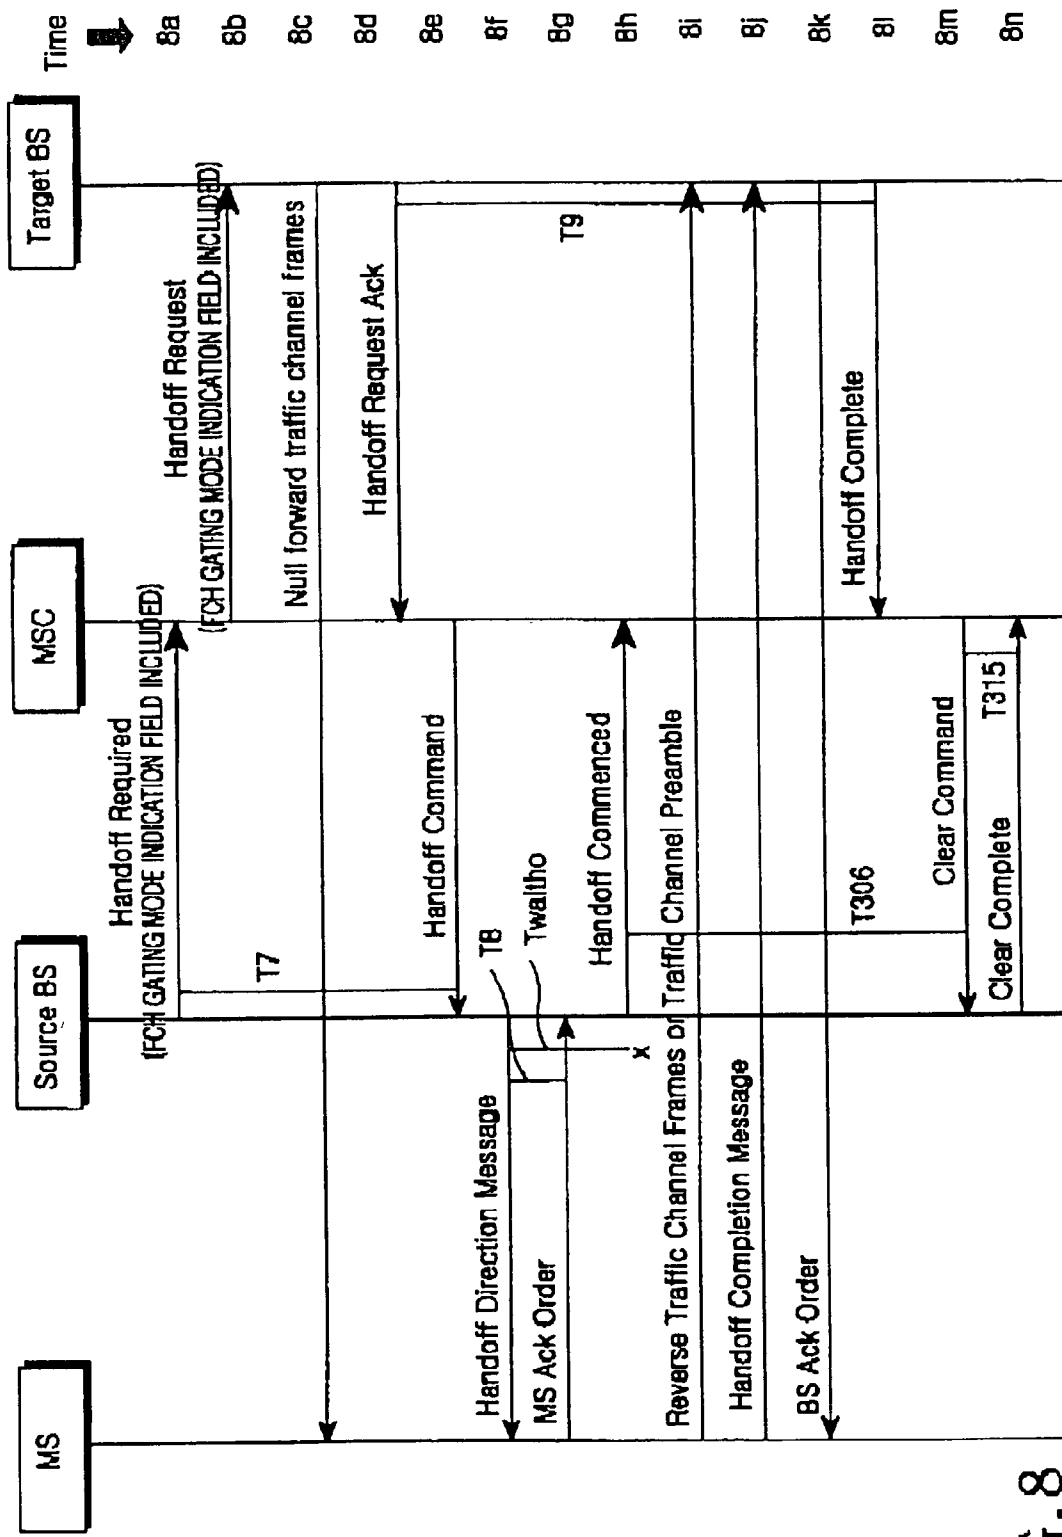 MS
Source BS
MSC
Target BS
Time
Handoff Required
(FCH GATING MODE INDICATION FIELD INCLUDED)
8a
Handoff Request
(FCH GATING MODE INDICATION FIELD INCLUDED)
8b
T7
Null forward traffic channel frames
8c
Handoff Request Ack
8d
Handoff Command
8e
Handoff Direction Message
T8
8f
MS Ack Order
Twaitho
T9
8g
x
Handoff Commenced
8h
Reverse Traffic Channel Frames or Traffic Channel Preamble
8i
Handoff Completion Message
8j
BS Ack Order
T306
8k
Handoff Complete
8l
Clear Command
8m
Clear Complete
T315
8n
8